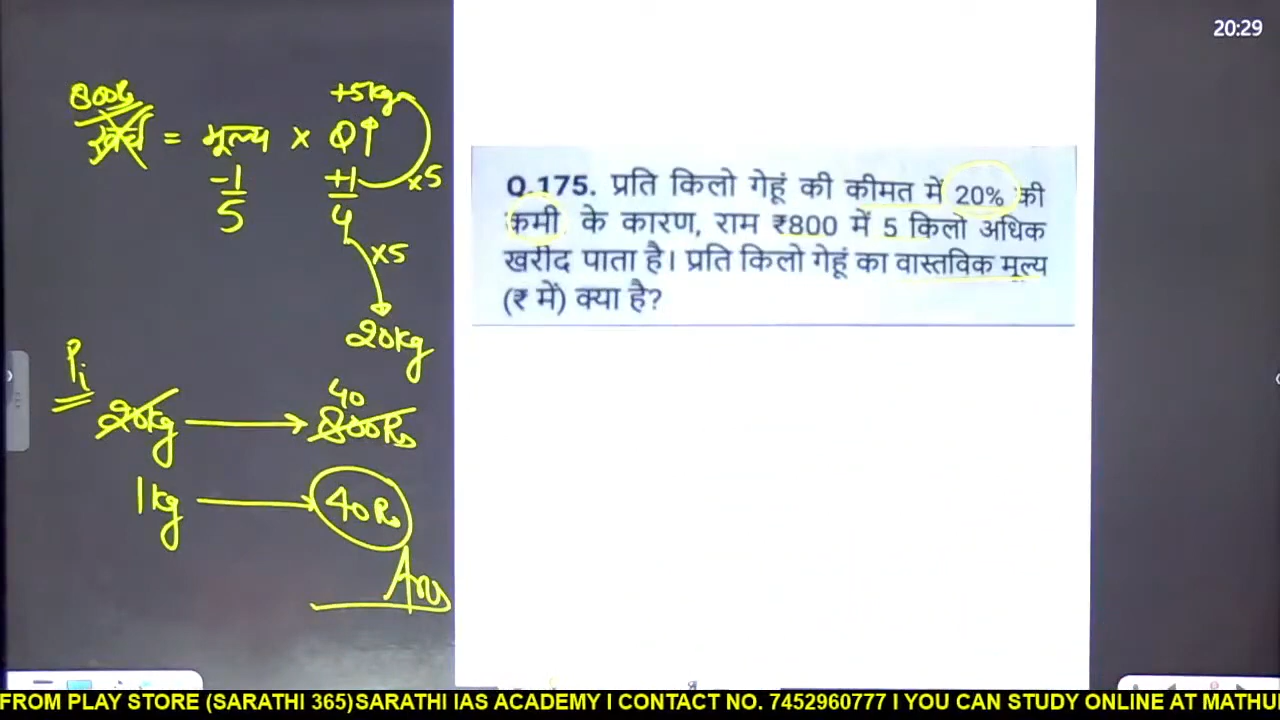 20:29
800₹ +5kg
खर्च = मूल्य × Q↑
-1/5 +1/4 ×5
×5
20kg
Pi
40
20kg → 800Rs
1kg → 40Rs
Ans
Q.175. प्रति किलो गेहूं की कीमत में 20% की
कमी के कारण, राम ₹800 में 5 किलो अधिक
खरीद पाता है। प्रति किलो गेहूं का वास्तविक मूल्य
(₹ में) क्या है?
FROM PLAY STORE (SARATHI 365)SARATHI IAS ACADEMY I CONTACT NO. 7452960777 I YOU CAN STUDY ONLINE AT MATHU